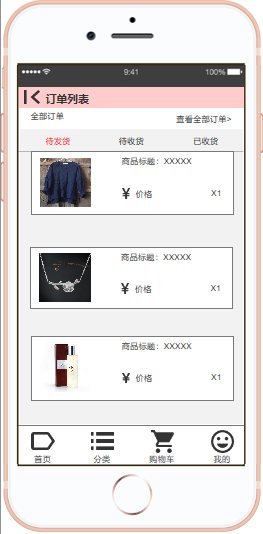 9:41
100%
订单列表
全部订单
查看全部订单>
待发货 待收货 已收货
商品标题：XXXXX
¥ 价格 X1
商品标题：XXXXX
¥ 价格 X1
商品标题：XXXXX
¥ 价格 X1
首页 分类 购物车 我的